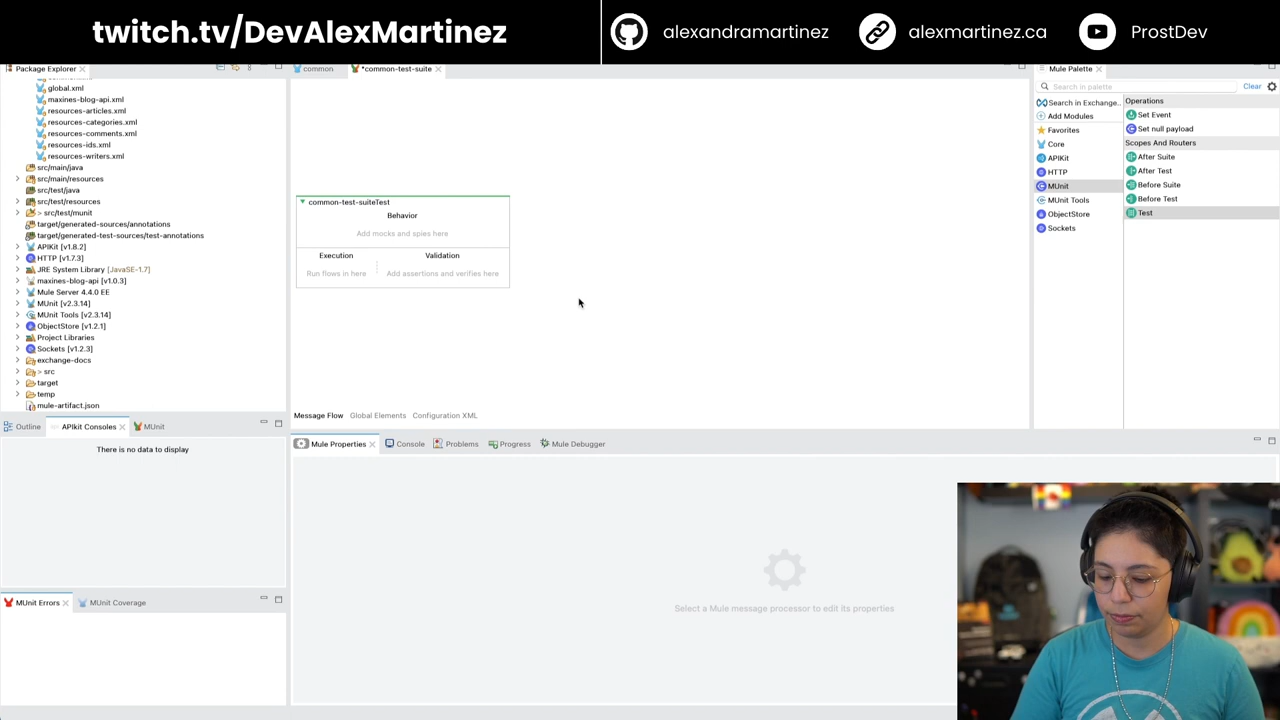 twitch.tv/DevAlexMartinez
alexandramartinez
alexmartinez.ca
ProstDev
Package Explorer
common
*common-test-suite
Mule Palette
global.xml
maxines-blog-api.xml
resources-articles.xml
resources-categories.xml
resources-comments.xml
resources-ids.xml
resources-writers.xml
src/main/java
src/main/resources
src/test/java
src/test/resources
> src/test/munit
target/generated-sources/annotations
target/generated-test-sources/test-annotations
APIKit [v1.8.2]
HTTP [v1.7.3]
JRE System Library [JavaSE-1.7]
maxines-blog-api [v1.0.3]
Mule Server 4.4.0 EE
MUnit [v2.3.14]
MUnit Tools [v2.3.14]
ObjectStore [v1.2.1]
Project Libraries
Sockets [v1.2.3]
exchange-docs
> src
target
temp
mule-artifact.json
common-test-suiteTest
Behavior
Add mocks and spies here
Execution
Validation
Run flows in here
Add assertions and verifies here
Message Flow
Global Elements
Configuration XML
Search in palette
Clear
Search in Exchange..
Add Modules
Favorites
Core
APIKit
HTTP
MUnit
MUnit Tools
ObjectStore
Sockets
Operations
Set Event
Set null payload
Scopes And Routers
After Suite
After Test
Before Suite
Before Test
Test
Outline
APIkit Consoles
MUnit
There is no data to display
MUnit Errors
MUnit Coverage
Mule Properties
Console
Problems
Progress
Mule Debugger
Select a Mule message processor to edit its properties